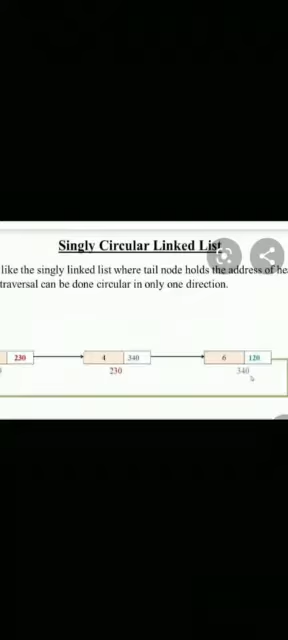 Singly Circular Linked List
like the singly linked list where tail node holds the address of
traversal can be done circular in only one direction.
230 4 340 6 120
230 340